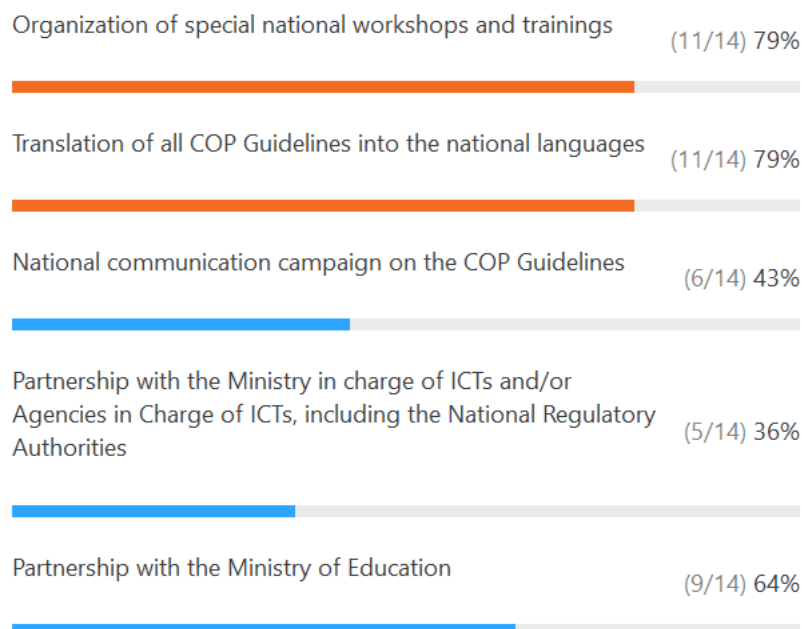 Organization of special national workshops and trainings
(11/14) 79%
Translation of all COP Guidelines into the national languages
(11/14) 79%
National communication campaign on the COP Guidelines
(6/14) 43%
Partnership with the Ministry in charge of ICTs and/or
Agencies in Charge of ICTs, including the National Regulatory
Authorities
(5/14) 36%
Partnership with the Ministry of Education
(9/14) 64%